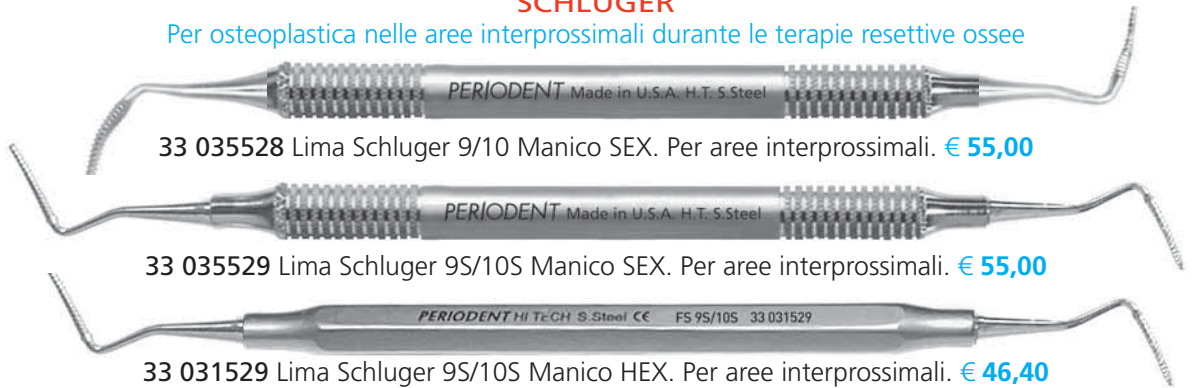 SCHLUGER
Per osteoplastica nelle aree interprossimali durante le terapie resettive ossee
PERIODENT Made in U.S.A. H.T. S.Steel
33 035528 Lima Schluger 9/10 Manico SEX. Per aree interprossimali. € 55,00
PERIODENT Made in U.S.A. H.T. S.Steel
33 035529 Lima Schluger 9S/10S Manico SEX. Per aree interprossimali. € 55,00
PERIODENT HI TECH S.Steel CE FS 9S/10S 33 031529
33 031529 Lima Schluger 9S/10S Manico HEX. Per aree interprossimali. € 46,40